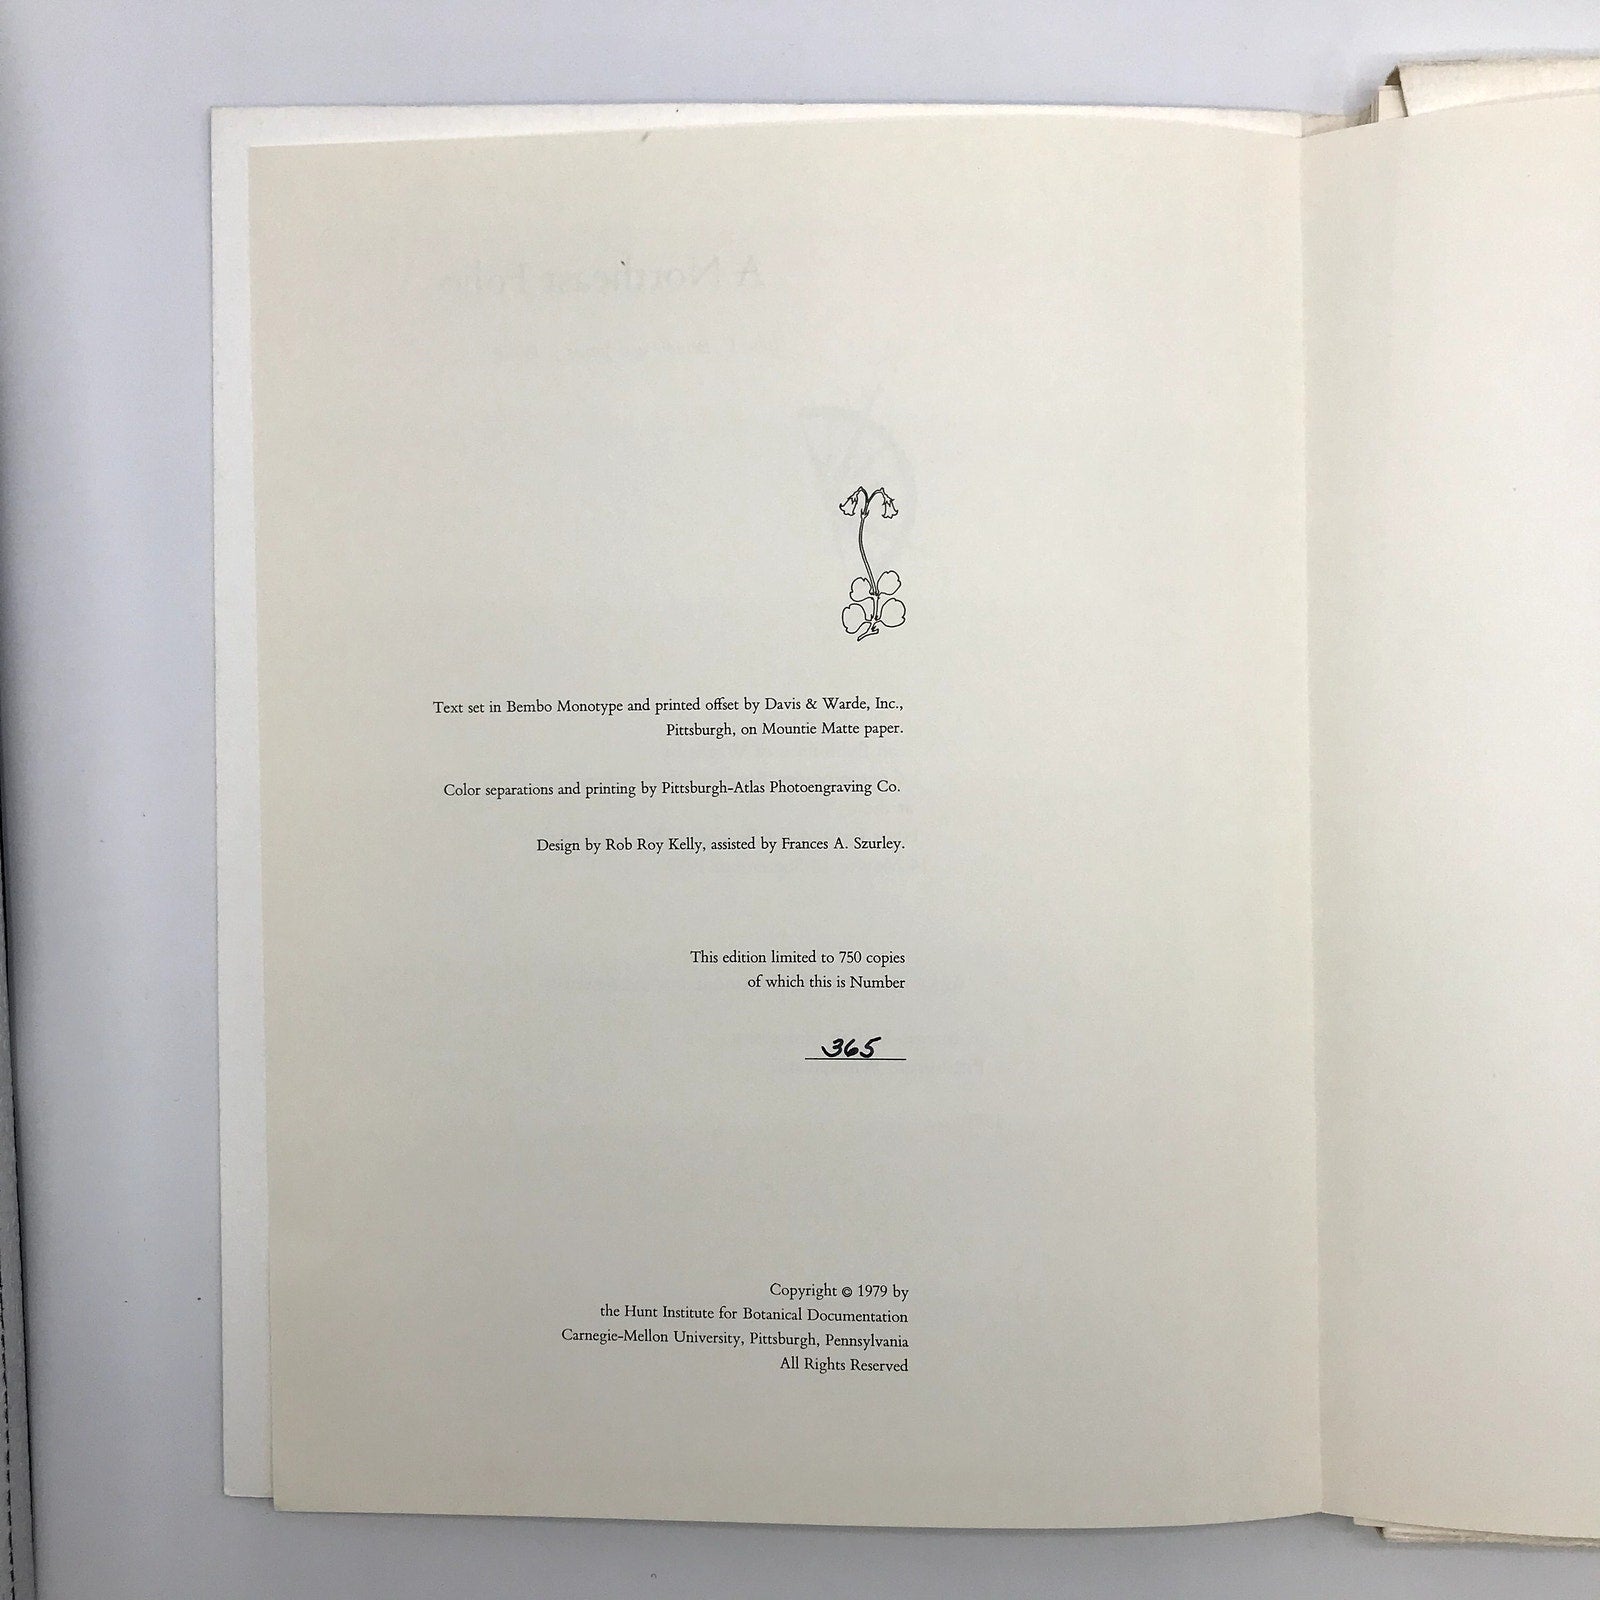 Text set in Bembo Monotype and printed offset by Davis & Warde, Inc.,
Pittsburgh, on Mountie Matte paper.
Color separations and printing by Pittsburgh-Atlas Photoengraving Co.
Design by Rob Roy Kelly, assisted by Frances A. Szurley.
This edition limited to 750 copies
of which this is Number
365
Copyright © 1979 by
the Hunt Institute for Botanical Documentation
Carnegie-Mellon University, Pittsburgh, Pennsylvania
All Rights Reserved